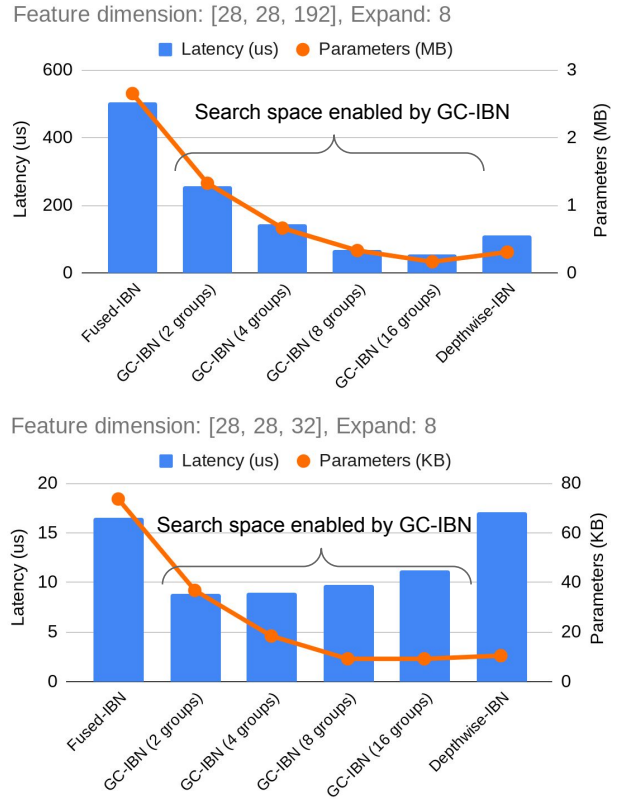 Feature dimension: [28, 28, 192], Expand: 8
Latency (us) Parameters (MB)
600 3
Search space enabled by GC-IBN
400 2
200 1
0 0
Latency (us)
Parameters (MB)
Fused-IBN
GC-IBN (2 groups)
GC-IBN (4 groups)
GC-IBN (8 groups)
GC-IBN (16 groups)
Depthwise-IBN
Feature dimension: [28, 28, 32], Expand: 8
Latency (us) Parameters (KB)
20 80
Search space enabled by GC-IBN
15 60
10 40
5 20
0 0
Latency (us)
Parameters (KB)
Fused-IBN
GC-IBN (2 groups)
GC-IBN (4 groups)
GC-IBN (8 groups)
GC-IBN (16 groups)
Depthwise-IBN